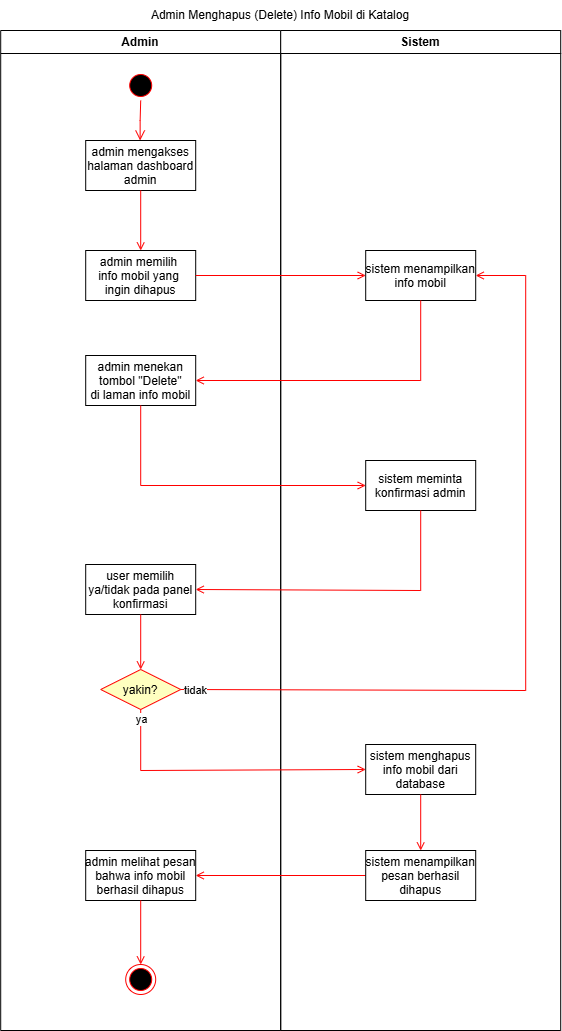 Admin Menghapus (Delete) Info Mobil di Katalog
Admin
Sistem
admin mengakses
halaman dashboard
admin
admin memilih
info mobil yang
ingin dihapus
sistem menampilkan
info mobil
admin menekan
tombol "Delete"
di laman info mobil
sistem meminta
konfirmasi admin
user memilih
ya/tidak pada panel
konfirmasi
yakin?
tidak
ya
sistem menghapus
info mobil dari
database
sistem menampilkan
pesan berhasil
dihapus
admin melihat pesan
bahwa info mobil
berhasil dihapus